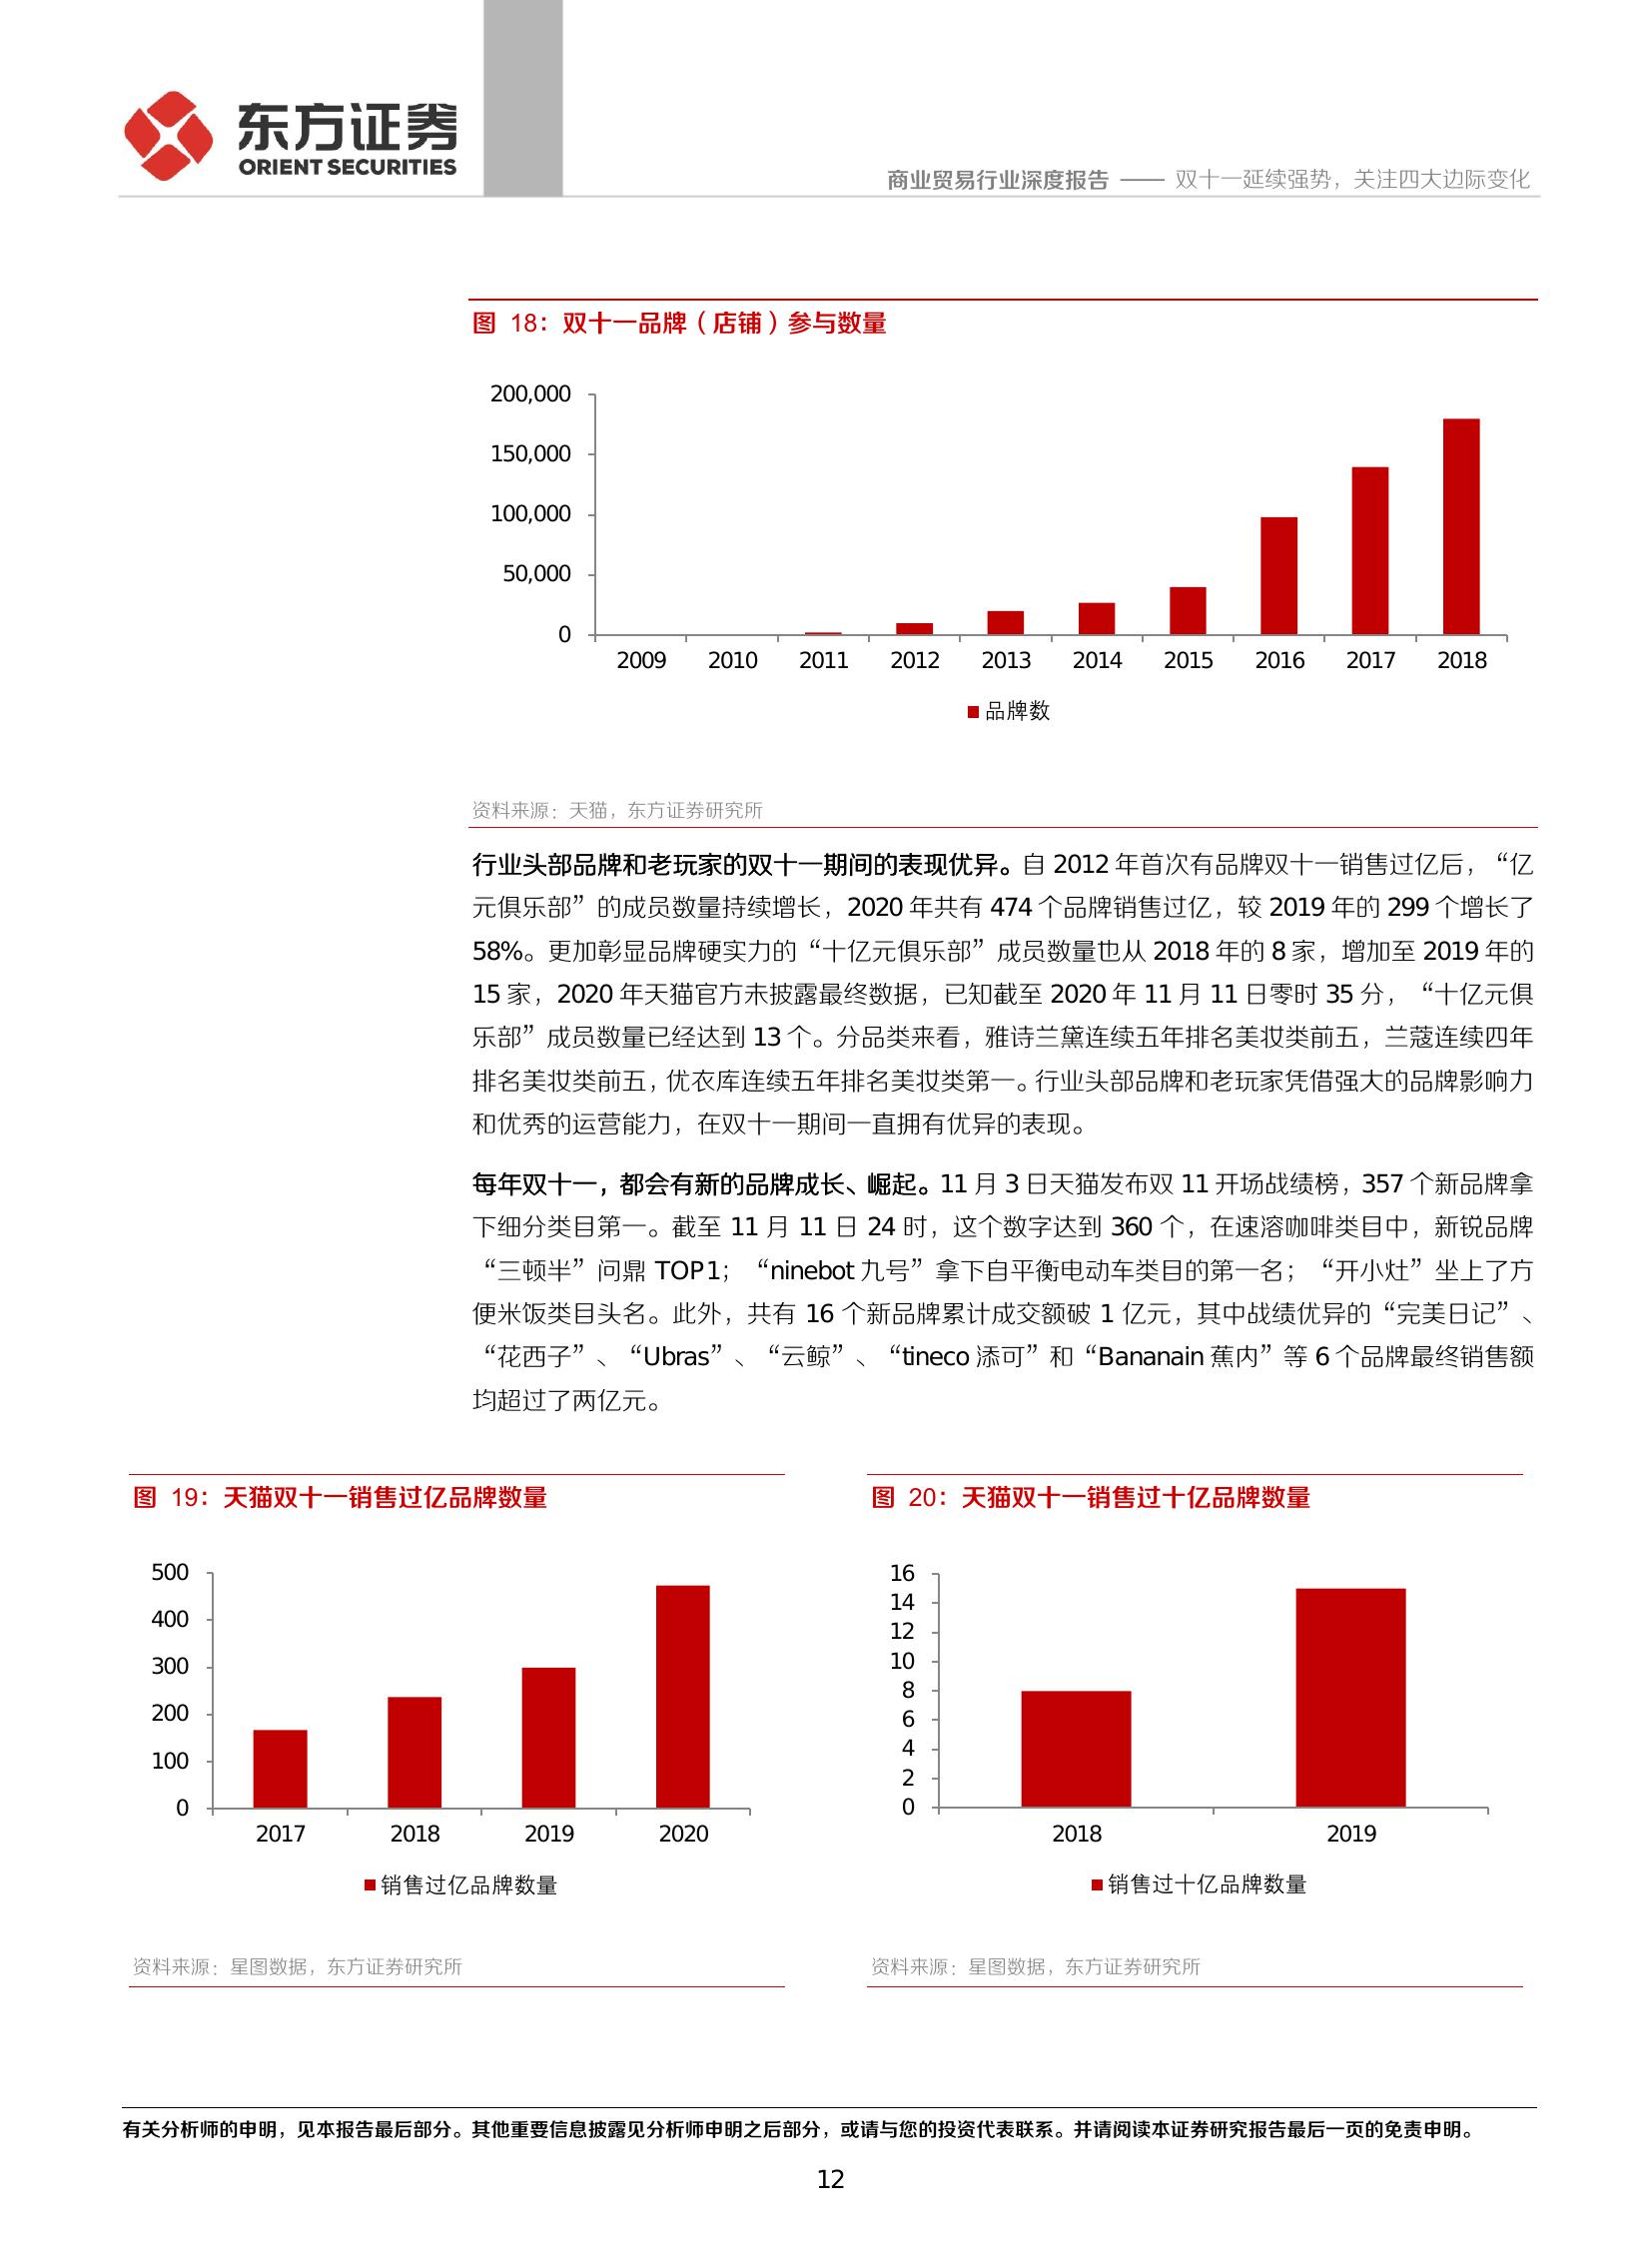 东方证券
ORIENT SECURITIES
商业贸易行业深度报告 —— 双十一延续强势，关注四大边际变化
图 18：双十一品牌（店铺）参与数量
200,000
150,000
100,000
50,000
0
2009 2010 2011 2012 2013 2014 2015 2016 2017 2018
品牌数
资料来源：天猫，东方证券研究所
行业头部品牌和老玩家的双十一期间的表现优异。自 2012 年首次有品牌双十一销售过亿后，“亿
元俱乐部”的成员数量持续增长，2020 年共有 474 个品牌销售过亿，较 2019 年的 299 个增长了
58%。更加彰显品牌硬实力的“十亿元俱乐部”成员数量也从 2018 年的 8 家，增加至 2019 年的
15 家，2020 年天猫官方未披露最终数据，已知截至 2020 年 11 月 11 日零时 35 分，“十亿元俱
乐部”成员数量已经达到 13 个。分品类来看，雅诗兰黛连续五年排名美妆类前五，兰蔻连续四年
排名美妆类前五，优衣库连续五年排名美妆类第一。行业头部品牌和老玩家凭借强大的品牌影响力
和优秀的运营能力，在双十一期间一直拥有优异的表现。
每年双十一，都会有新的品牌成长、崛起。11 月 3 日天猫发布双 11 开场战绩榜，357 个新品牌拿
下细分类目第一。截至 11 月 11 日 24 时，这个数字达到 360 个，在速溶咖啡类目中，新锐品牌
“三顿半”问鼎 TOP1；“ninebot 九号”拿下自平衡电动车类目的第一名；“开小灶”坐上了方
便米饭类目头名。此外，共有 16 个新品牌累计成交额破 1 亿元，其中战绩优异的“完美日记”、
“花西子”、“Ubras”、“云鲸”、“tineco 添可”和“Bananain 蕉内”等 6 个品牌最终销售额
均超过了两亿元。
图 19：天猫双十一销售过亿品牌数量
500
400
300
200
100
0
2017 2018 2019 2020
销售过亿品牌数量
资料来源：星图数据，东方证券研究所
图 20：天猫双十一销售过十亿品牌数量
16
14
12
10
8
6
4
2
0
2018 2019
销售过十亿品牌数量
资料来源：星图数据，东方证券研究所
有关分析师的申明，见本报告最后部分。其他重要信息披露见分析师申明之后部分，或请与您的投资代表联系。并请阅读本证券研究报告最后一页的免责申明。
12